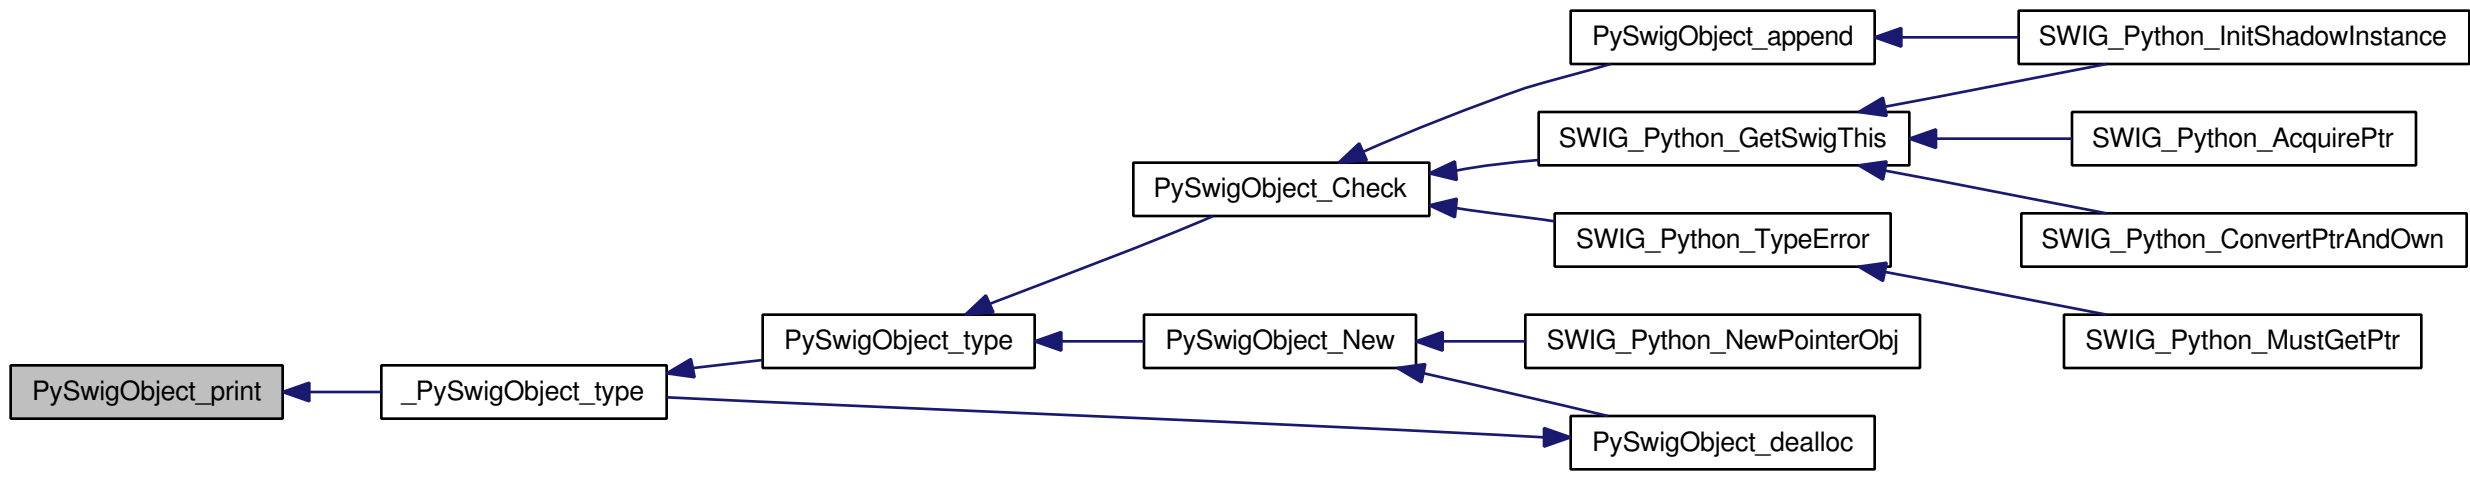 PySwigObject_append
SWIG_Python_InitShadowInstance
SWIG_Python_GetSwigThis
SWIG_Python_AcquirePtr
PySwigObject_Check
SWIG_Python_TypeError
SWIG_Python_ConvertPtrAndOwn
PySwigObject_type
PySwigObject_New
SWIG_Python_NewPointerObj
SWIG_Python_MustGetPtr
PySwigObject_print
_PySwigObject_type
PySwigObject_dealloc